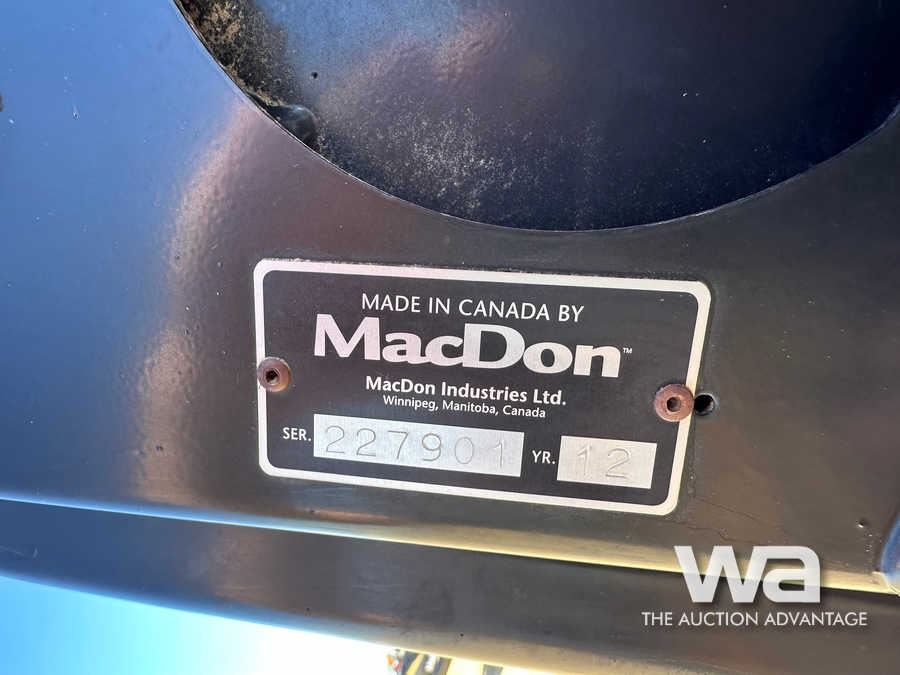 MADE IN CANADA BY
MacDon™
MacDon Industries Ltd.
Winnipeg, Manitoba, Canada
SER. 227901 YR. 12
wa
THE AUCTION ADVANTAGE